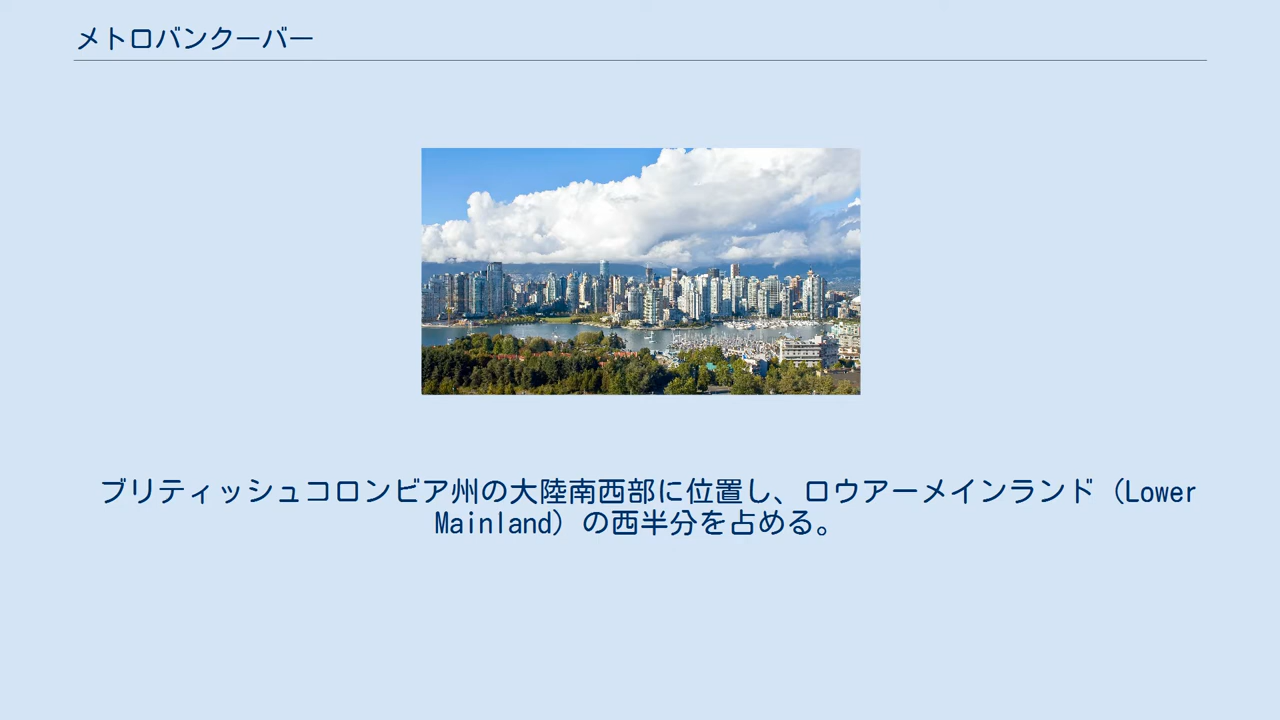 メトロバンクーバー
ブリティッシュコロンビア州の大陸南西部に位置し、ロウアーメインランド（Lower
Mainland）の西半分を占める。